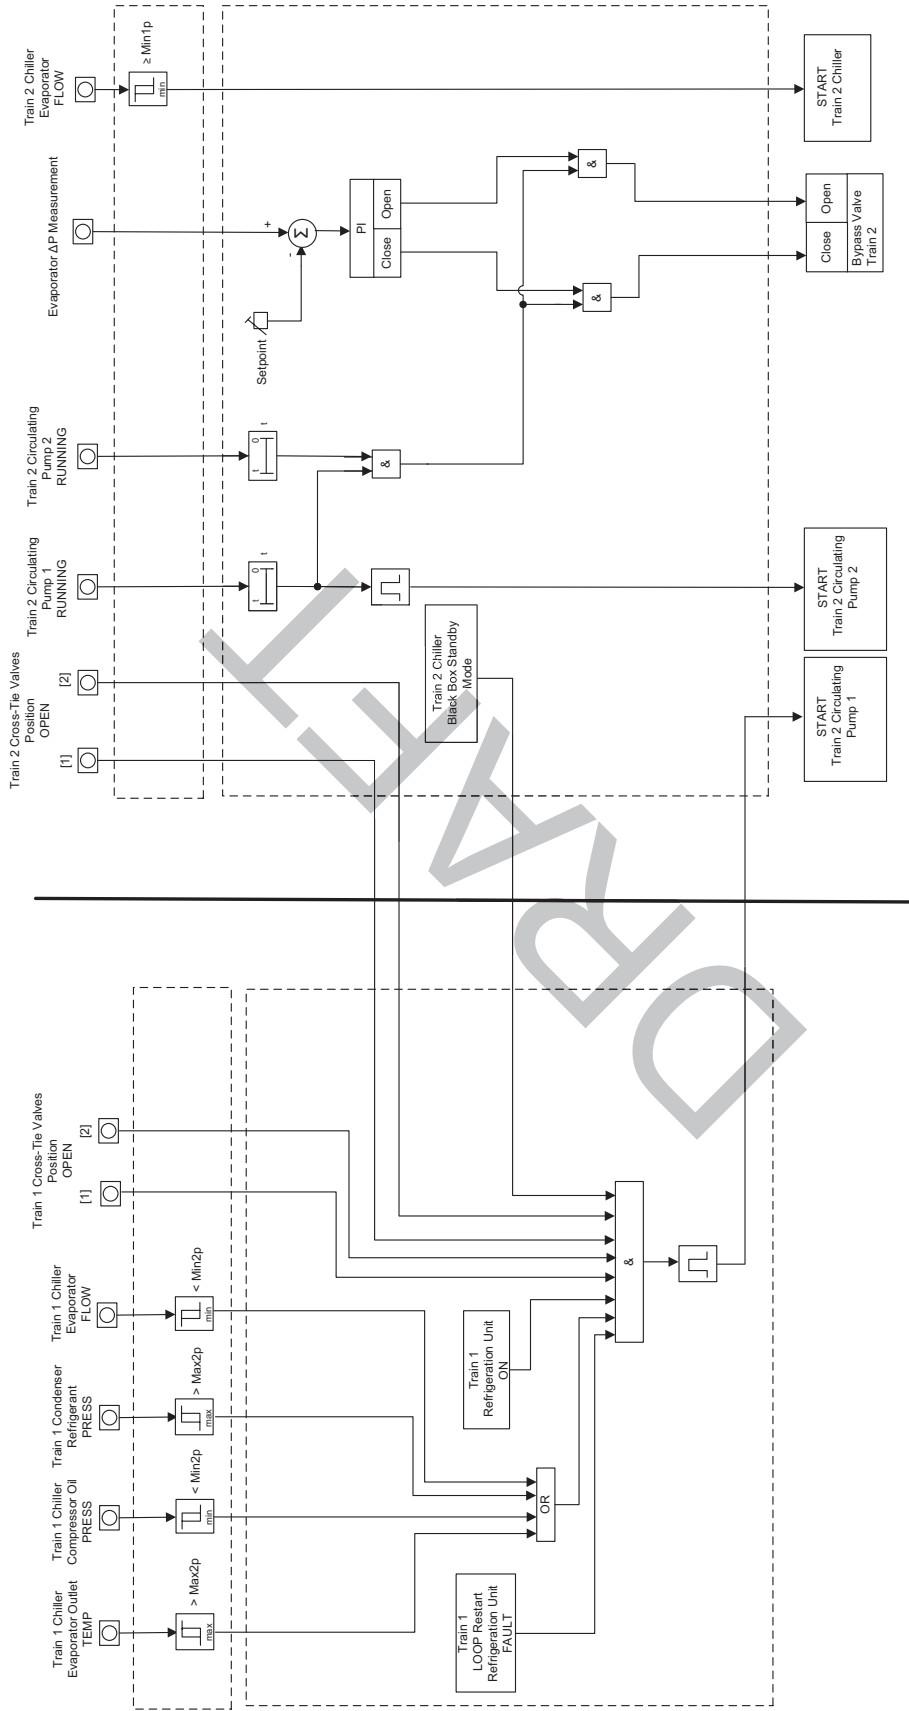 Train 1 Chiller
Evaporator Outlet
TEMP
Train 1 Chiller
Compressor Oil
PRESS
Train 1 Condenser
Refrigerant
PRESS
Train 1 Chiller
Evaporator
FLOW
Train 1 Cross-Tie Valves
Position
OPEN
[1]
[2]
Train 2 Cross-Tie Valves
Position
OPEN
[1]
[2]
Train 2 Circulating
Pump 1
RUNNING
Train 2 Circulating
Pump 2
RUNNING
Evaporator ΔP Measurement
Train 2 Chiller
Evaporator
FLOW
max
> Max2p
min
< Min2p
max
> Max2p
min
< Min2p
min
≥ Min1p
t 0
t
t 0
t
Setpoint
-
+
Σ
PI
Close
Open
&
&
&
Train 2 Chiller
Black Box Standby
Mode
Train 1
LOOP Restart
Refrigeration Unit
FAULT
OR
Train 1
Refrigeration Unit
ON
&
START
Train 2 Circulating
Pump 1
START
Train 2 Circulating
Pump 2
Close
Open
Bypass Valve
Train 2
START
Train 2 Chiller
DRAFT